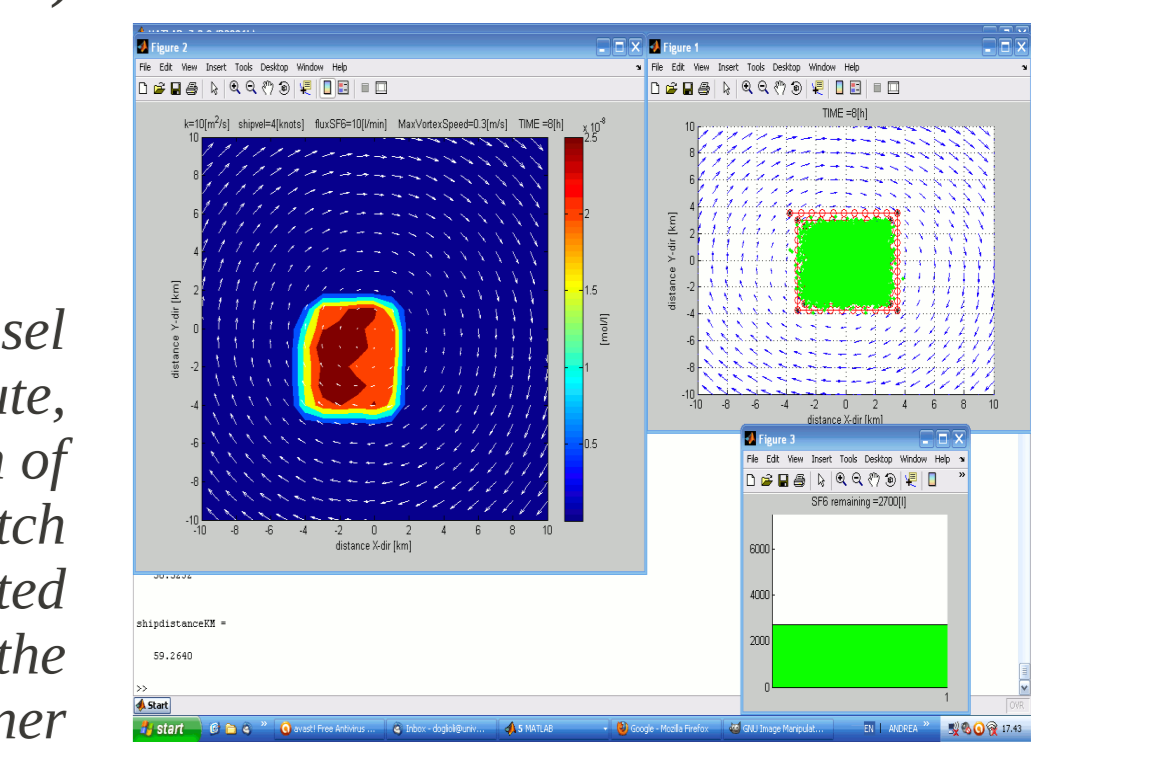 sel
ute,
n of
tch
ted
the
ner
Figure 2
File Edit View Insert Tools Desktop Window Help
k=10[m²/s] shipvel=4[knots] fluxSF6=10[l/min] MaxVortexSpeed=0.3[m/s] TIME =8[h]
x 10⁻⁸
10
8
6
4
2
0
-2
-4
-6
-8
-10
distance Y-dir [km]
-10 -8 -6 -4 -2 0 2 4 6 8 10
distance X-dir [km]
2.5
2
1.5
1
0.5
[mol/l]
Figure 1
File Edit View Insert Tools Desktop Window Help
TIME =8[h]
10
8
6
4
2
0
-2
-4
-6
-8
-10
distance Y-dir [km]
-10 -8 -6 -4 -2 0 2 4 6 8 10
distance X-dir [km]
Figure 3
File Edit View Insert Tools Desktop Window Help
SF6 remaining =2700[l]
6000
4000
2000
0
1
shipdistanceKM =
59.2640
>>
Start
OVR
start
avast! Free Antivirus ...
Inbox - doglioli@univ...
5 MATLAB
Google - Mozilla Firefox
GNU Image Manipulat...
EN
ANDREA
17.43